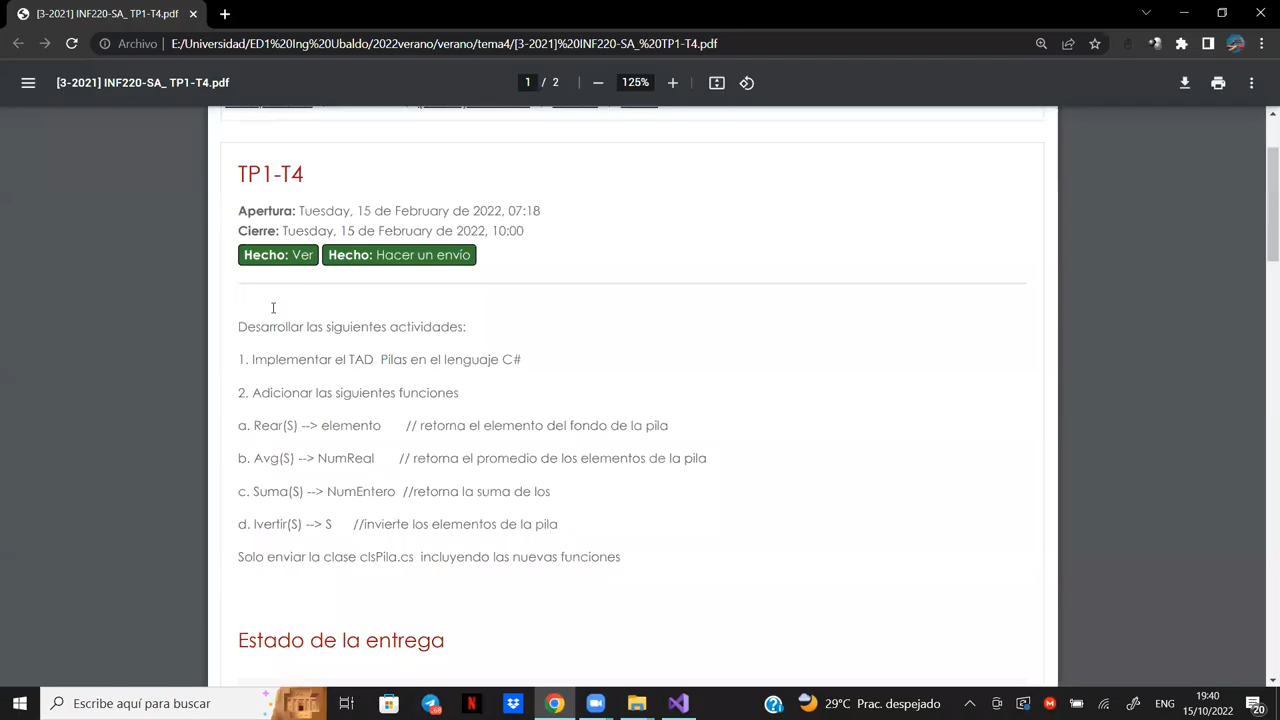 [3-2021] INF220-SA_ TP1-T4.pdf
Archivo | E:/Universidad/ED1%20Ing%20Ubaldo/2022verano/verano/tema4/[3-2021]%20INF220-SA_%20TP1-T4.pdf
[3-2021] INF220-SA_ TP1-T4.pdf
1 / 2
125%
TP1-T4
Apertura: Tuesday, 15 de February de 2022, 07:18
Cierre: Tuesday, 15 de February de 2022, 10:00
Hecho: Ver Hecho: Hacer un envío
Desarrollar las siguientes actividades:
1. Implementar el TAD Pilas en el lenguaje C#
2. Adicionar las siguientes funciones
a. Rear(S) --> elemento // retorna el elemento del fondo de la pila
b. Avg(S) --> NumReal // retorna el promedio de los elementos de la pila
c. Suma(S) --> NumEntero //retorna la suma de los
d. Ivertir(S) --> S //invierte los elementos de la pila
Solo enviar la clase clsPila.cs incluyendo las nuevas funciones
Estado de la entrega
Escribe aquí para buscar
29°C Prac. despejado
ENG
19:40
15/10/2022
20